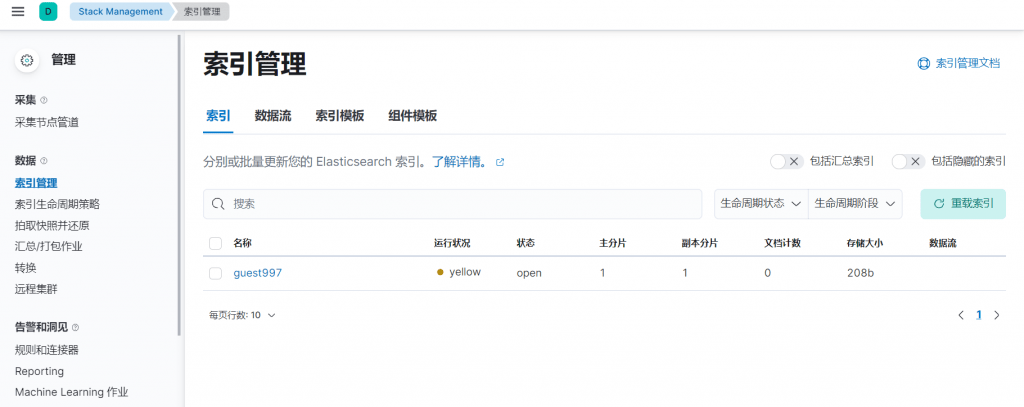 D Stack Management 索引管理
管理
采集
采集节点管道
数据
索引管理
索引生命周期策略
拍取快照并还原
汇总/打包作业
转换
远程集群
告警和洞见
规则和连接器
Reporting
Machine Learning 作业
索引管理
索引管理文档
索引 数据流 索引模板 组件模板
分别或批量更新您的 Elasticsearch 索引。了解详情。
包括汇总索引 包括隐藏的索引
搜索 生命周期状态 生命周期阶段 重载索引
名称 运行状况 状态 主分片 副本分片 文档计数 存储大小 数据流
guest997 yellow open 1 1 0 208b
每页行数: 10
1